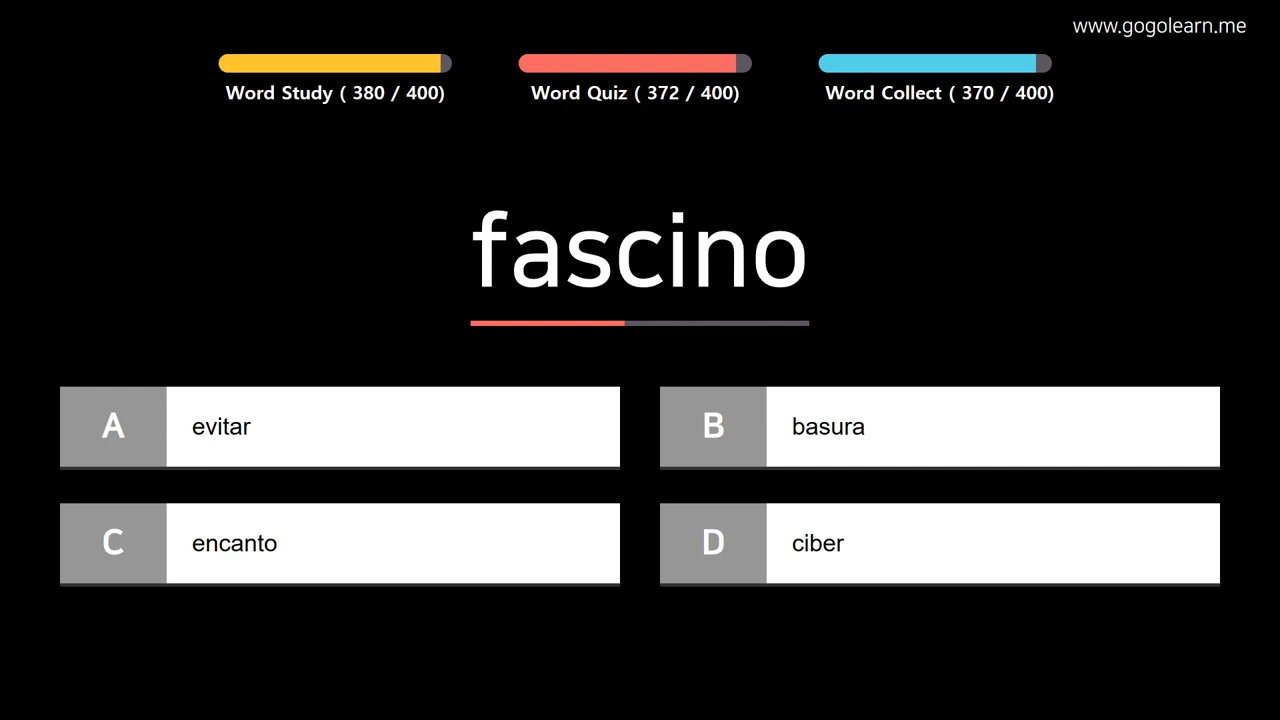 www.gogolearn.me
Word Study ( 380 / 400)
Word Quiz ( 372 / 400)
Word Collect ( 370 / 400)
fascino
A evitar
B basura
C encanto
D ciber